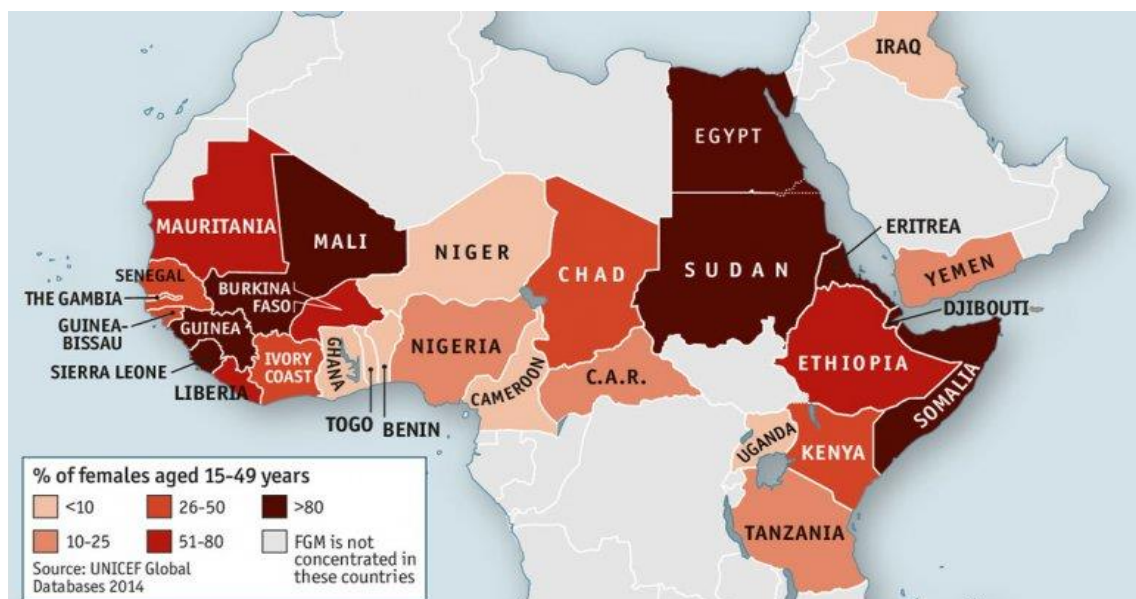 IRAQ
EGYPT
MAURITANIA
MALI
NIGER
CHAD
SUDAN
ERITREA
YEMEN
SENEGAL
THE GAMBIA
BURKINA
FASO
DJIBOUTI
GUINEA-
BISSAU
GUINEA
NIGERIA
ETHIOPIA
SIERRA LEONE
IVORY
COAST
GHANA
CAMEROON
C.A.R.
SOMALIA
LIBERIA
TOGO
BENIN
UGANDA
KENYA
TANZANIA
% of females aged 15-49 years
<10
26-50
>80
10-25
51-80
FGM is not
concentrated in
these countries
Source: UNICEF Global
Databases 2014